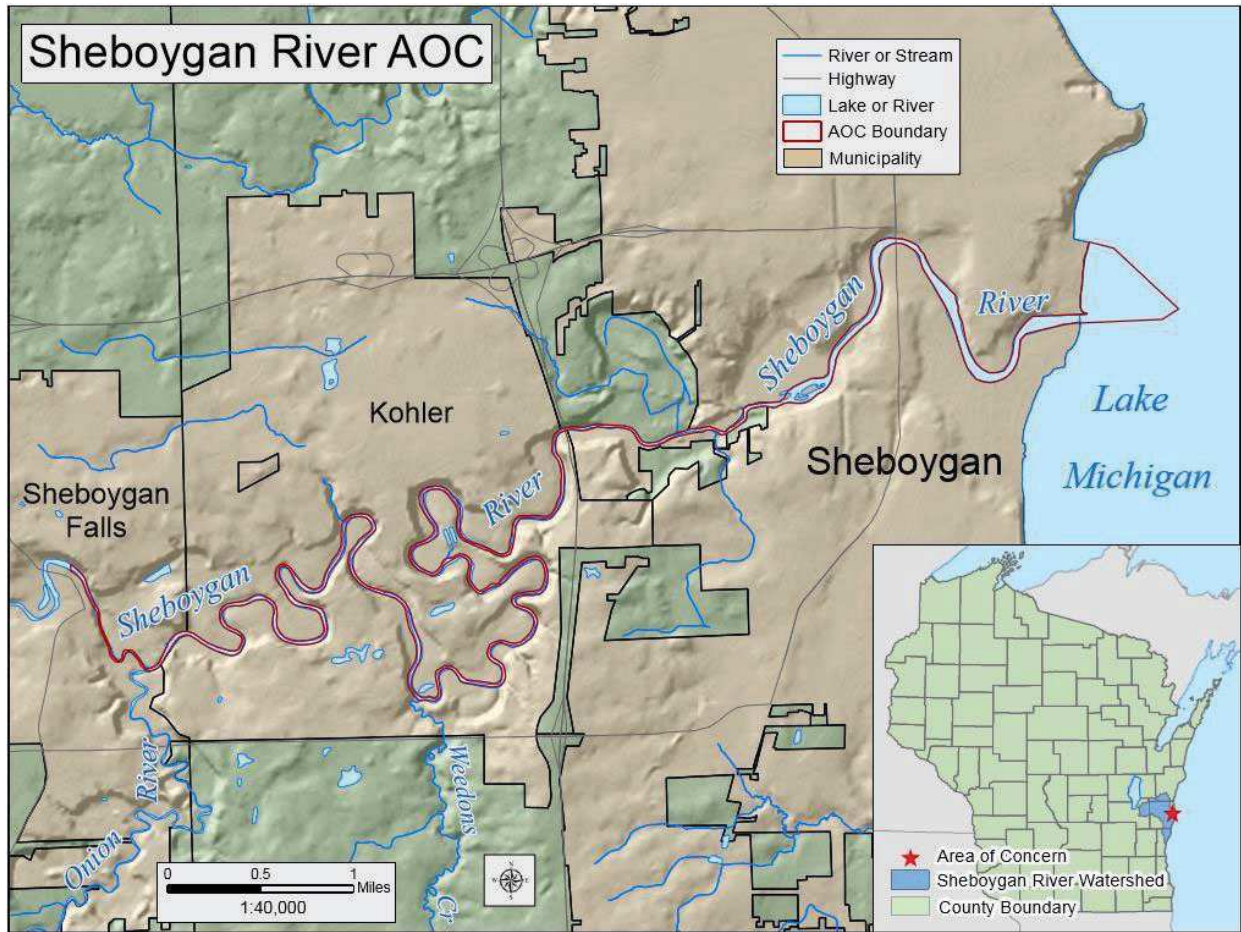 Sheboygan River AOC
River or Stream
Highway
Lake or River
AOC Boundary
Municipality
Sheboygan
River
Lake
Michigan
Kohler
Sheboygan
Sheboygan
Falls
River
Sheboygan
River
Onion
Weedons
Cr.
0 0.5 1
Miles
1:40,000
N
W E
S
Area of Concern
Sheboygan River Watershed
County Boundary